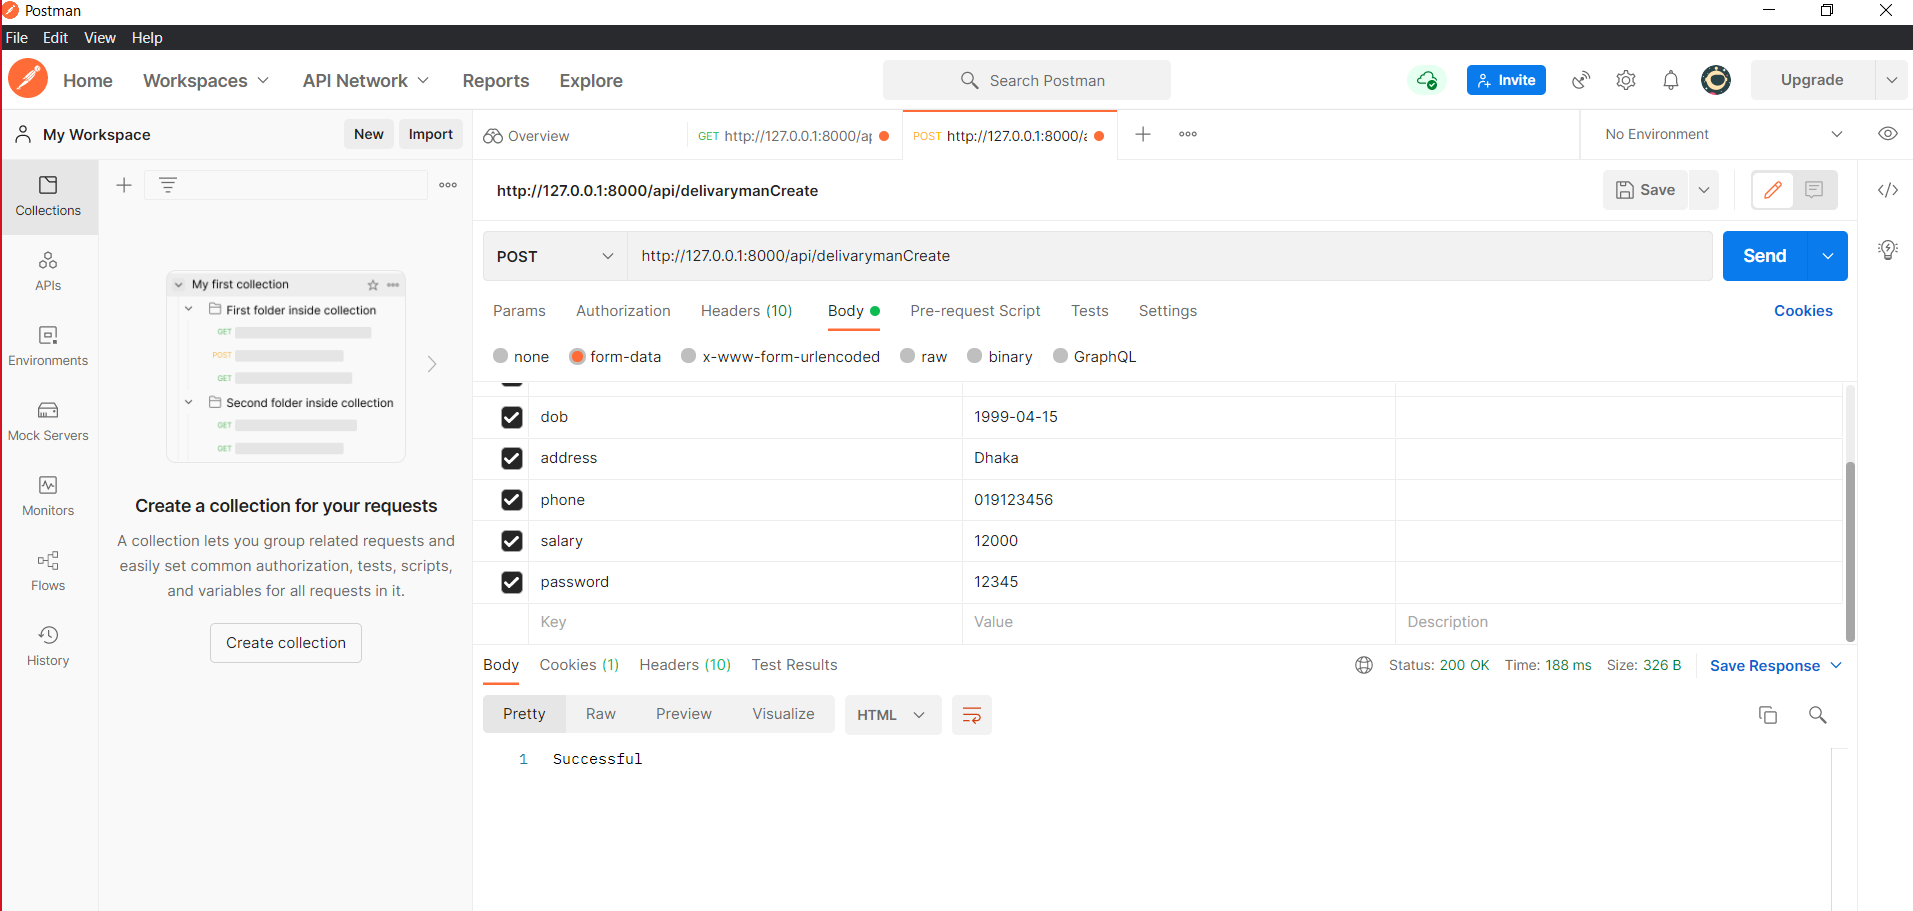 Postman
File Edit View Help
Home Workspaces API Network Reports Explore Search Postman Invite Upgrade
My Workspace New Import
Overview GET http://127.0.0.1:8000/ap POST http://127.0.0.1:8000/a No Environment
Collections
APIs
Environments
Mock Servers
Monitors
Flows
History
My first collection
First folder inside collection
GET
POST
GET
Second folder inside collection
GET
GET
Create a collection for your requests
A collection lets you group related requests and
easily set common authorization, tests, scripts,
and variables for all requests in it.
Create collection
http://127.0.0.1:8000/api/delivarymanCreate Save
POST http://127.0.0.1:8000/api/delivarymanCreate Send
Params Authorization Headers (10) Body Pre-request Script Tests Settings Cookies
none form-data x-www-form-urlencoded raw binary GraphQL
dob 1999-04-15
address Dhaka
phone 019123456
salary 12000
password 12345
Key Value Description
Body Cookies (1) Headers (10) Test Results Status: 200 OK Time: 188 ms Size: 326 B Save Response
Pretty Raw Preview Visualize HTML
1 Successful